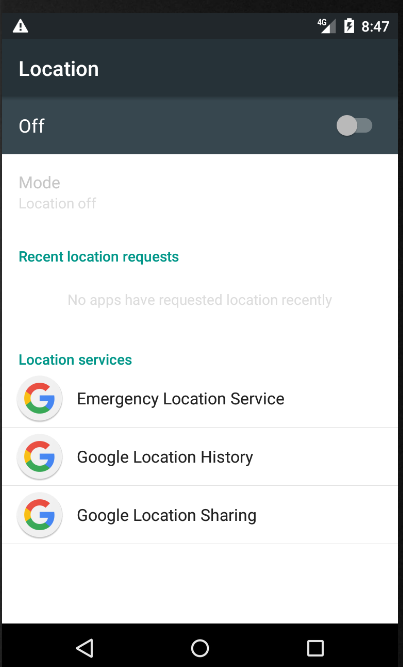 4G 8:47
Location
Off
Mode
Location off
Recent location requests
No apps have requested location recently
Location services
Emergency Location Service
Google Location History
Google Location Sharing